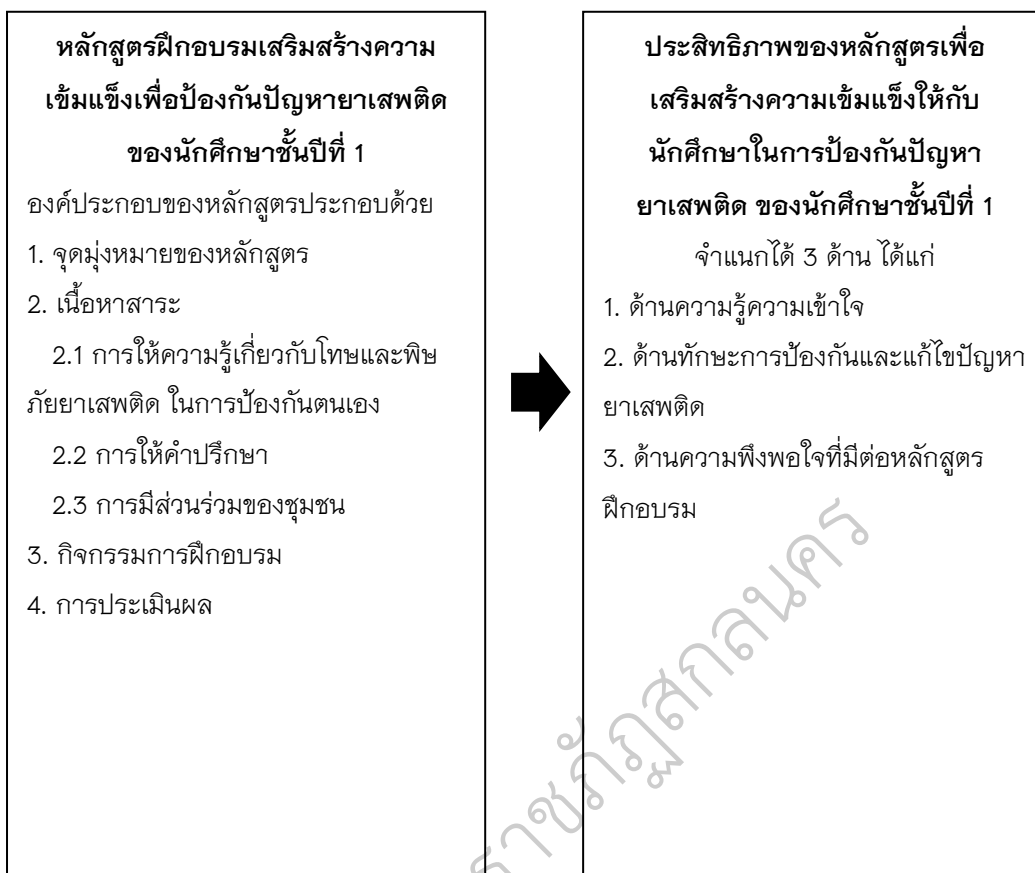 หลักสูตรฝึกอบรมเสริมสร้างความ
เข้มแข็งเพื่อป้องกันปัญหายาเสพติด
ของนักศึกษาชั้นปีที่ 1
องค์ประกอบของหลักสูตรประกอบด้วย
1. จุดมุ่งหมายของหลักสูตร
2. เนื้อหาสาระ
2.1 การให้ความรู้เกี่ยวกับโทษและพิษ
ภัยยาเสพติด ในการป้องกันตนเอง
2.2 การให้คำปรึกษา
2.3 การมีส่วนร่วมของชุมชน
3. กิจกรรมการฝึกอบรม
4. การประเมินผล
ประสิทธิภาพของหลักสูตรเพื่อ
เสริมสร้างความเข้มแข็งให้กับ
นักศึกษาในการป้องกันปัญหา
ยาเสพติด ของนักศึกษาชั้นปีที่ 1
จำแนกได้ 3 ด้าน ได้แก่
1. ด้านความรู้ความเข้าใจ
2. ด้านทักษะการป้องกันและแก้ไขปัญหา
ยาเสพติด
3. ด้านความพึงพอใจที่มีต่อหลักสูตร
ฝึกอบรม
ราชภัฏสกลนคร